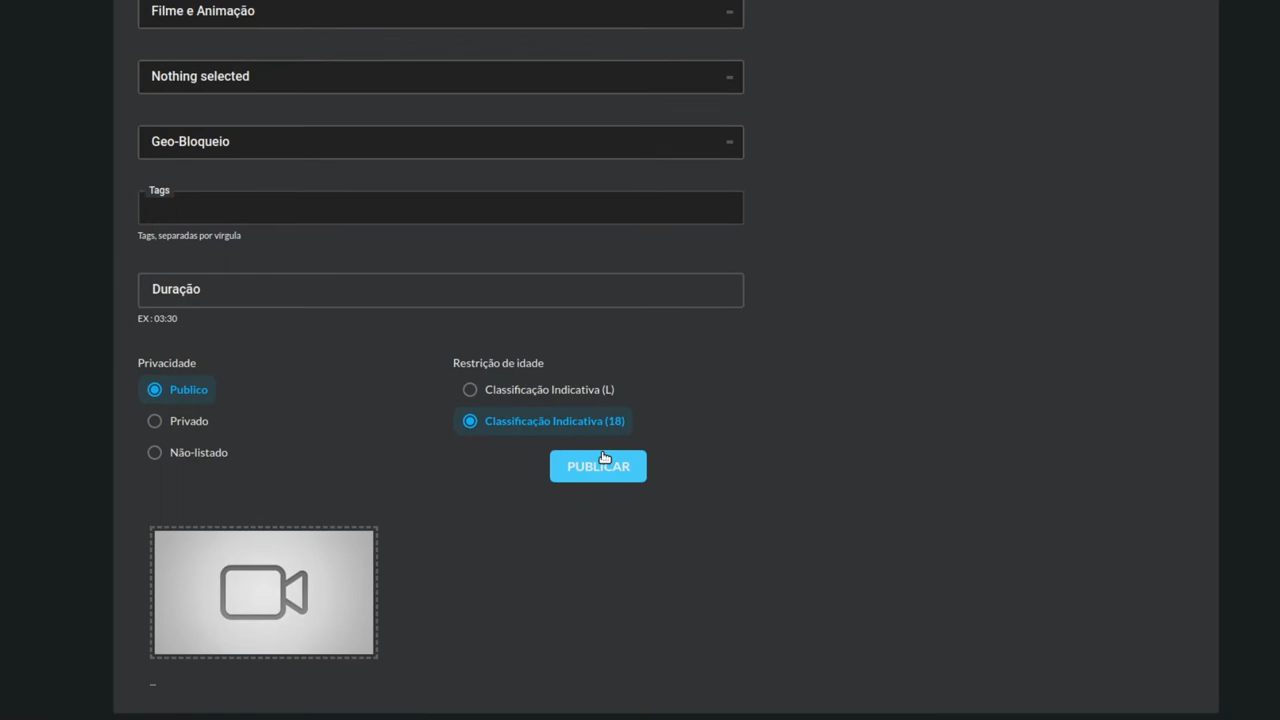 Filme e Animação
Nothing selected
Geo-Bloqueio
Tags
Tags, separadas por vírgula
Duração
EX : 03:30
Privacidade
Publico
Privado
Não-listado
Restrição de idade
Classificação Indicativa (L)
Classificação Indicativa (18)
PUBLICAR